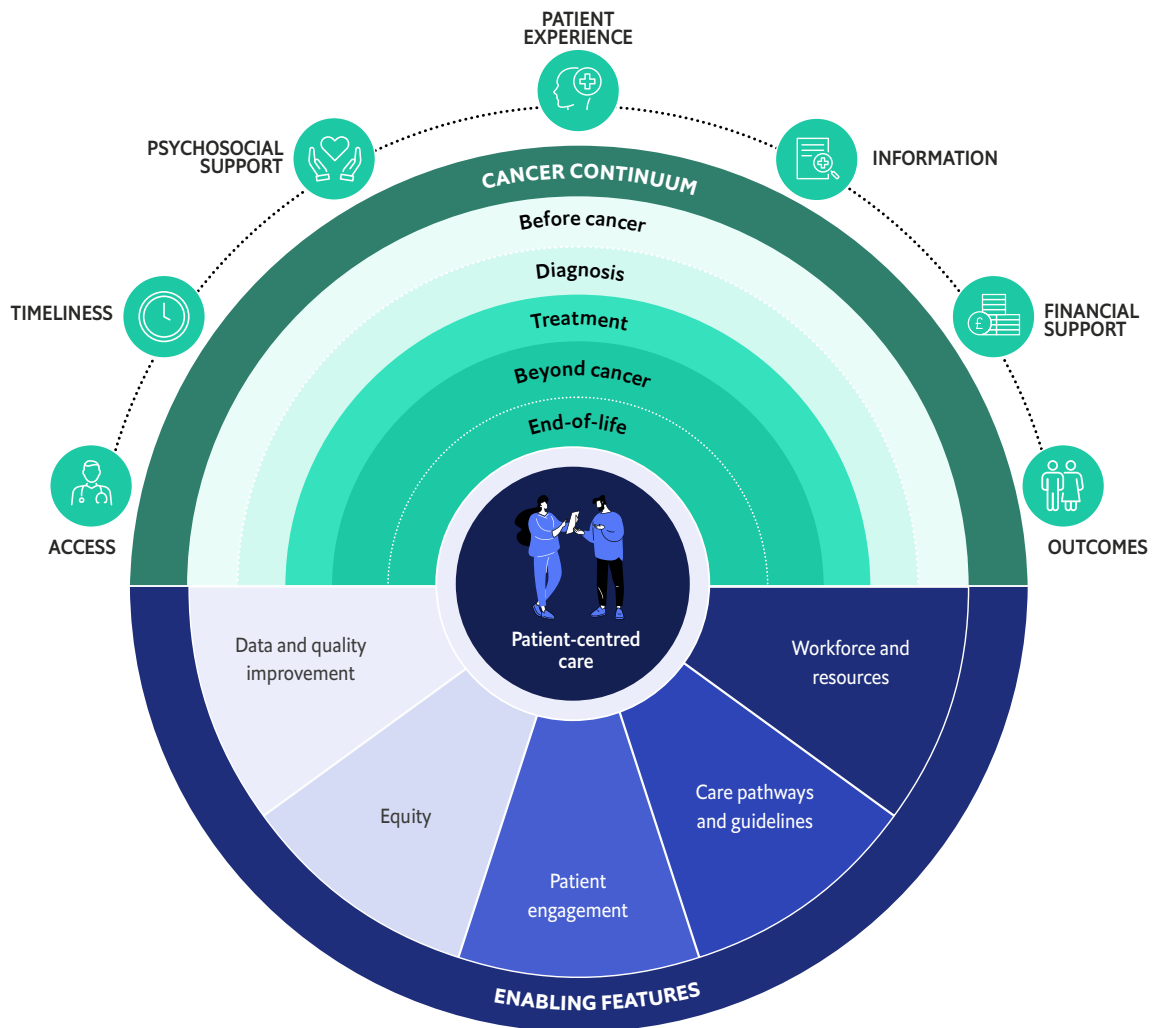 PATIENT
EXPERIENCE
PSYCHOSOCIAL
SUPPORT
INFORMATION
TIMELINESS
FINANCIAL
SUPPORT
£
ACCESS
OUTCOMES
CANCER CONTINUUM
Before cancer
Diagnosis
Treatment
Beyond cancer
End-of-life
Patient-centred
care
Data and quality
improvement
Equity
Patient
engagement
Care pathways
and guidelines
Workforce and
resources
ENABLING FEATURES